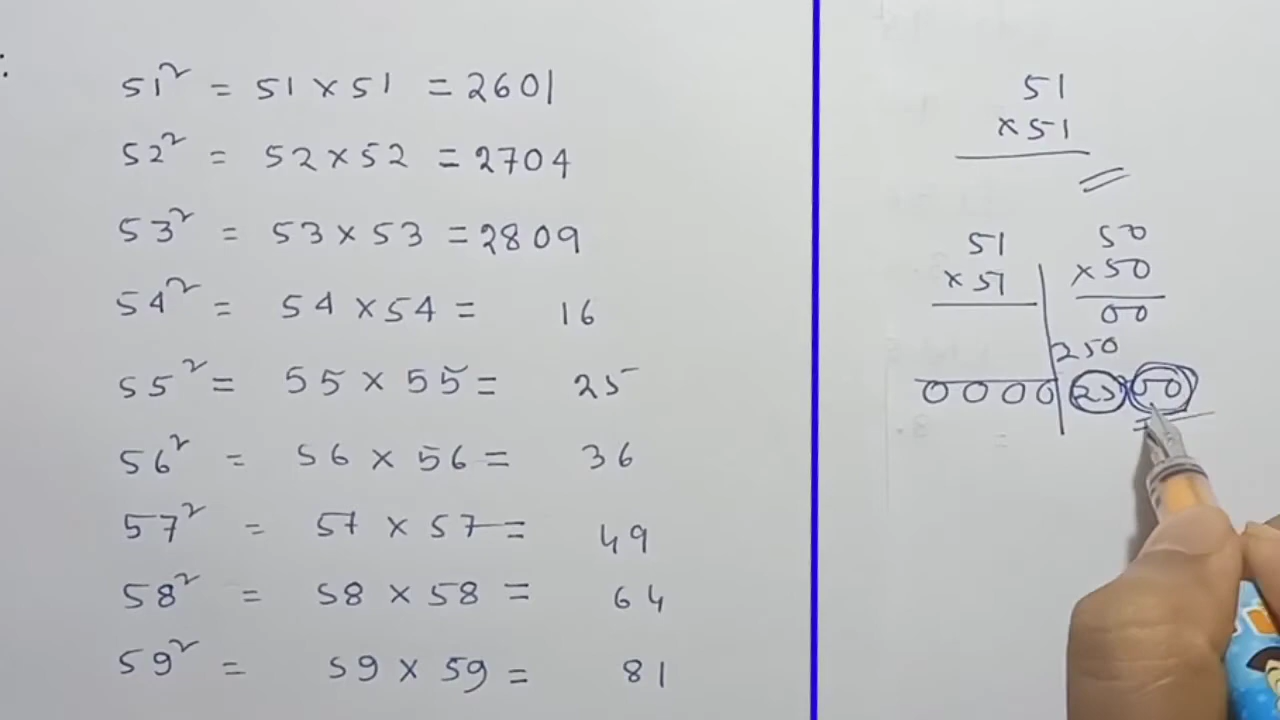 51² = 51 × 51 = 2601
52² = 52 × 52 = 2704
53² = 53 × 53 = 2809
54² = 54 × 54 = 16
55² = 55 × 55 = 25
56² = 56 × 56 = 36
57² = 57 × 57 = 49
58² = 58 × 58 = 64
59² = 59 × 59 = 81
51
× 51
51
× 51
0000
50
× 50
00
250
2500